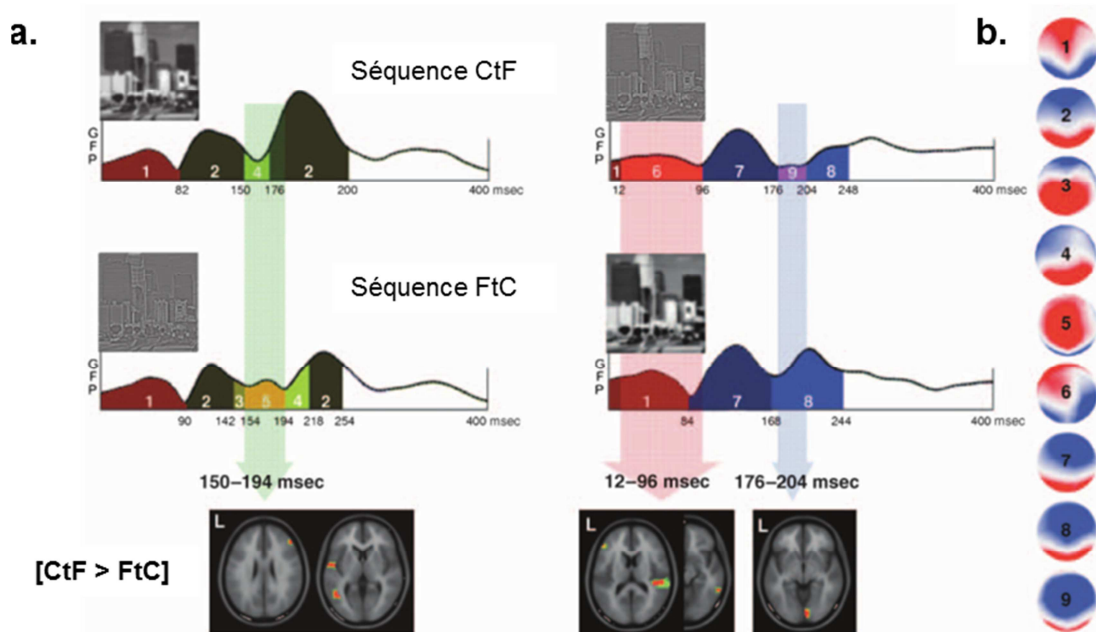 a.
Séquence CtF
b.
GFP
1
2
4
2
82
150
176
200
400 msec
GFP
1
6
7
9
8
12
96
176
204
248
400 msec
Séquence FtC
GFP
1
2
3
5
4
2
90
142
154
194
218
254
400 msec
GFP
1
7
8
84
168
244
400 msec
150–194 msec
12–96 msec
176–204 msec
L
L
[CtF > FtC]
1
2
3
4
5
6
7
8
9